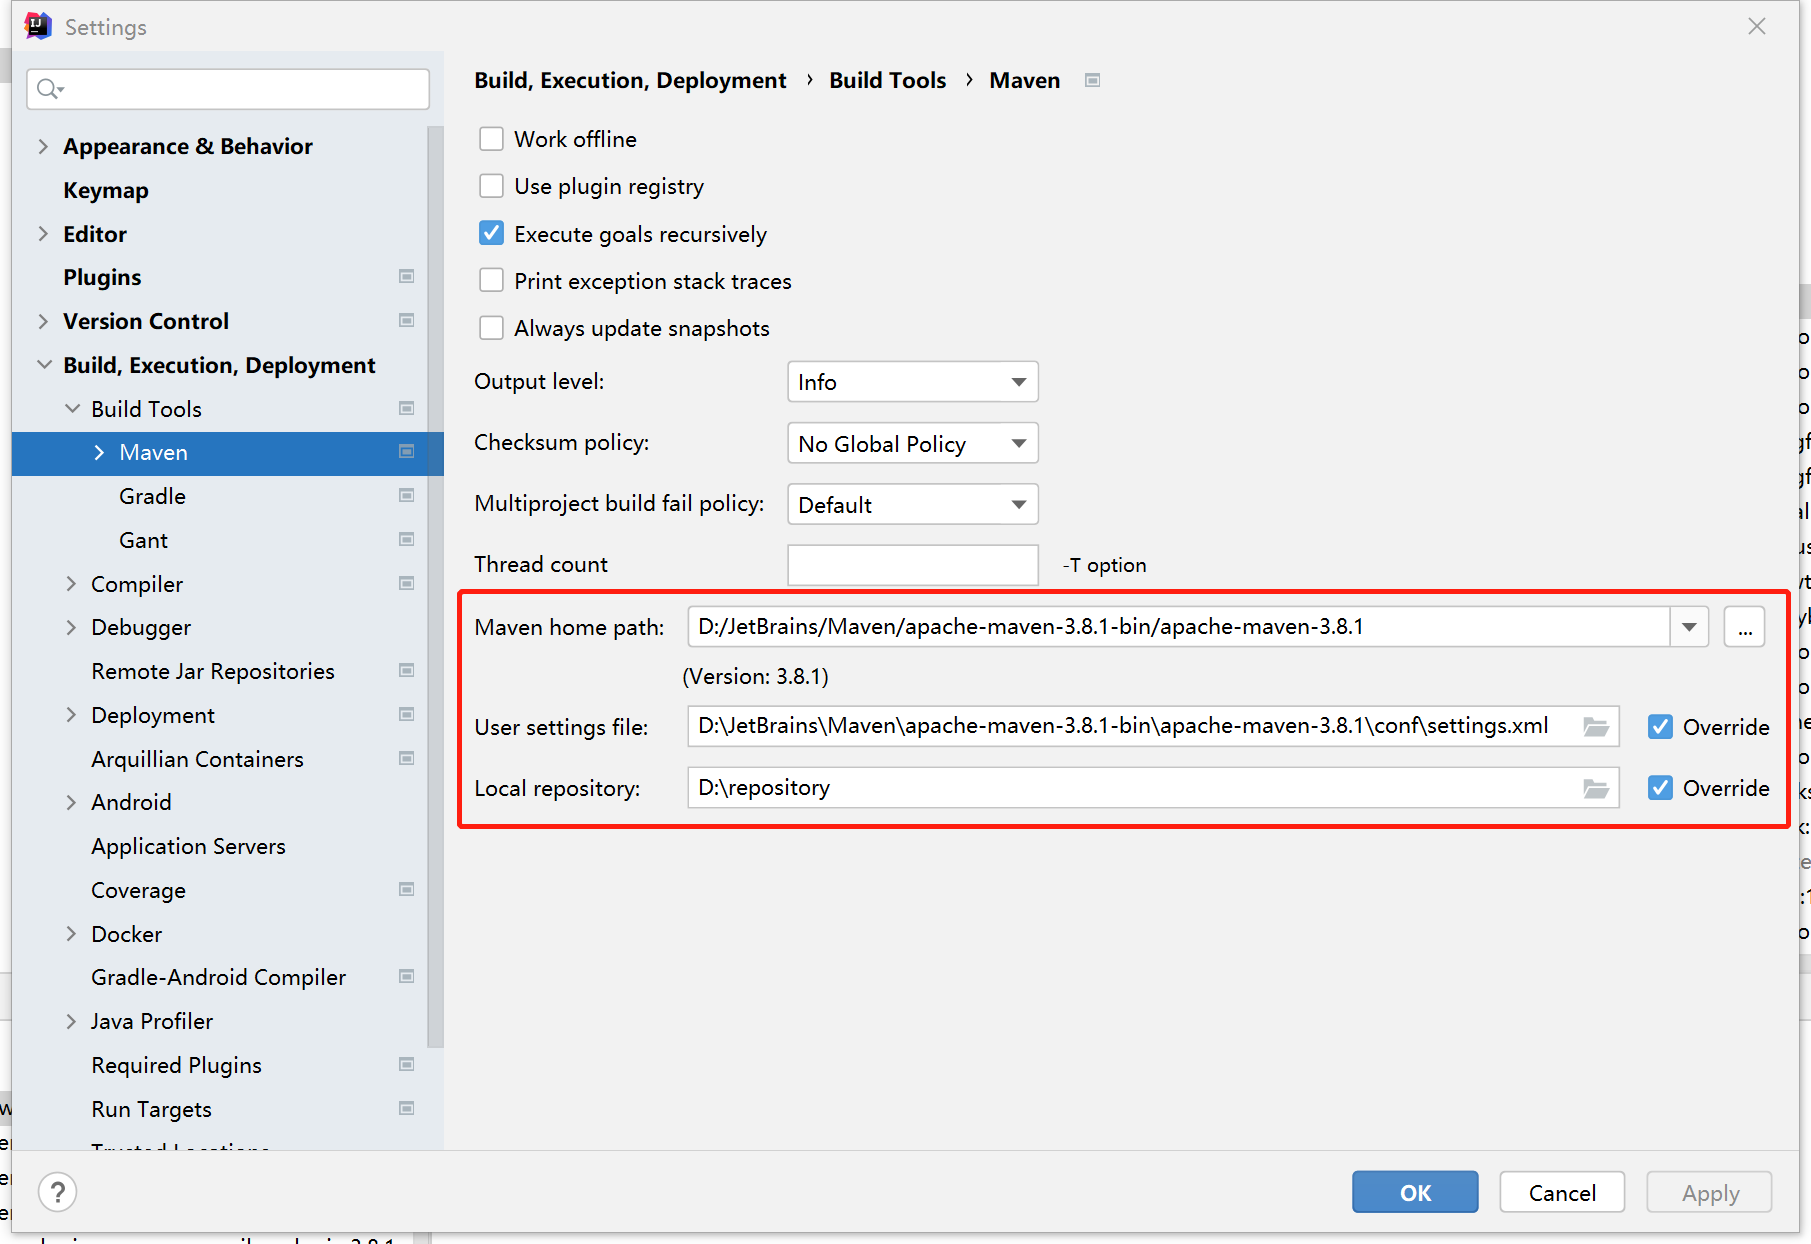 Settings
Appearance & Behavior
Keymap
Editor
Plugins
Version Control
Build, Execution, Deployment
Build Tools
Maven
Gradle
Gant
Compiler
Debugger
Remote Jar Repositories
Deployment
Arquillian Containers
Android
Application Servers
Coverage
Docker
Gradle-Android Compiler
Java Profiler
Required Plugins
Run Targets
Build, Execution, Deployment › Build Tools › Maven
Work offline
Use plugin registry
Execute goals recursively
Print exception stack traces
Always update snapshots
Output level: Info
Checksum policy: No Global Policy
Multiproject build fail policy: Default
Thread count -T option
Maven home path: D:/JetBrains/Maven/apache-maven-3.8.1-bin/apache-maven-3.8.1 ...
(Version: 3.8.1)
User settings file: D:\JetBrains\Maven\apache-maven-3.8.1-bin\apache-maven-3.8.1\conf\settings.xml Override
Local repository: D:\repository Override
? OK Cancel Apply